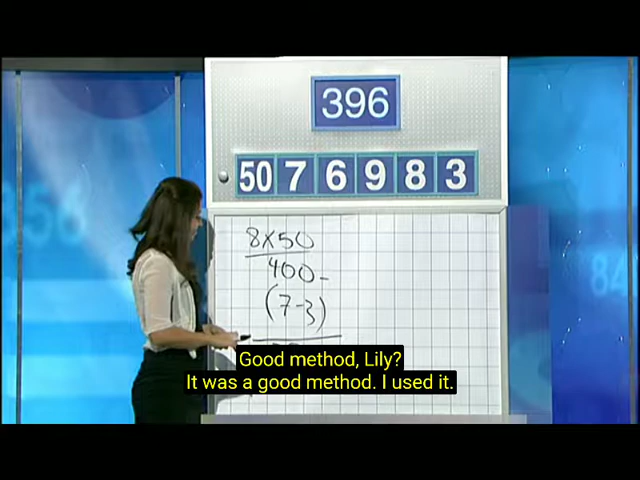 396
50 7 6 9 8 3
8x50
400-
(7-3)
Good method, Lily?
It was a good method. I used it.